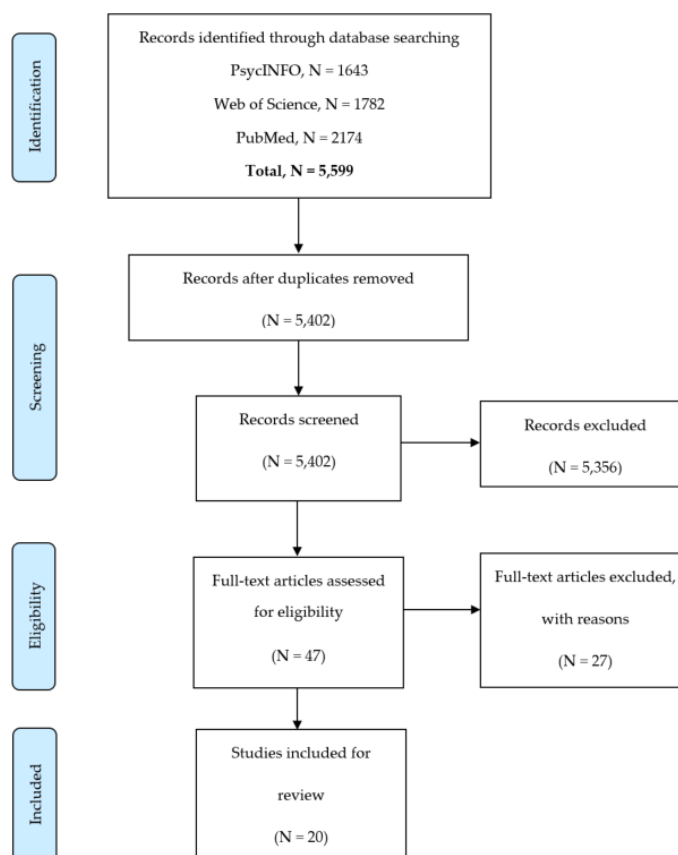 Identification
Records identified through database searching
PsycINFO, N = 1643
Web of Science, N = 1782
PubMed, N = 2174
Total, N = 5,599
Screening
Records after duplicates removed
(N = 5,402)
Records screened
(N = 5,402)
Records excluded
(N = 5,356)
Eligibility
Full-text articles assessed
for eligibility
(N = 47)
Full-text articles excluded,
with reasons
(N = 27)
Included
Studies included for
review
(N = 20)